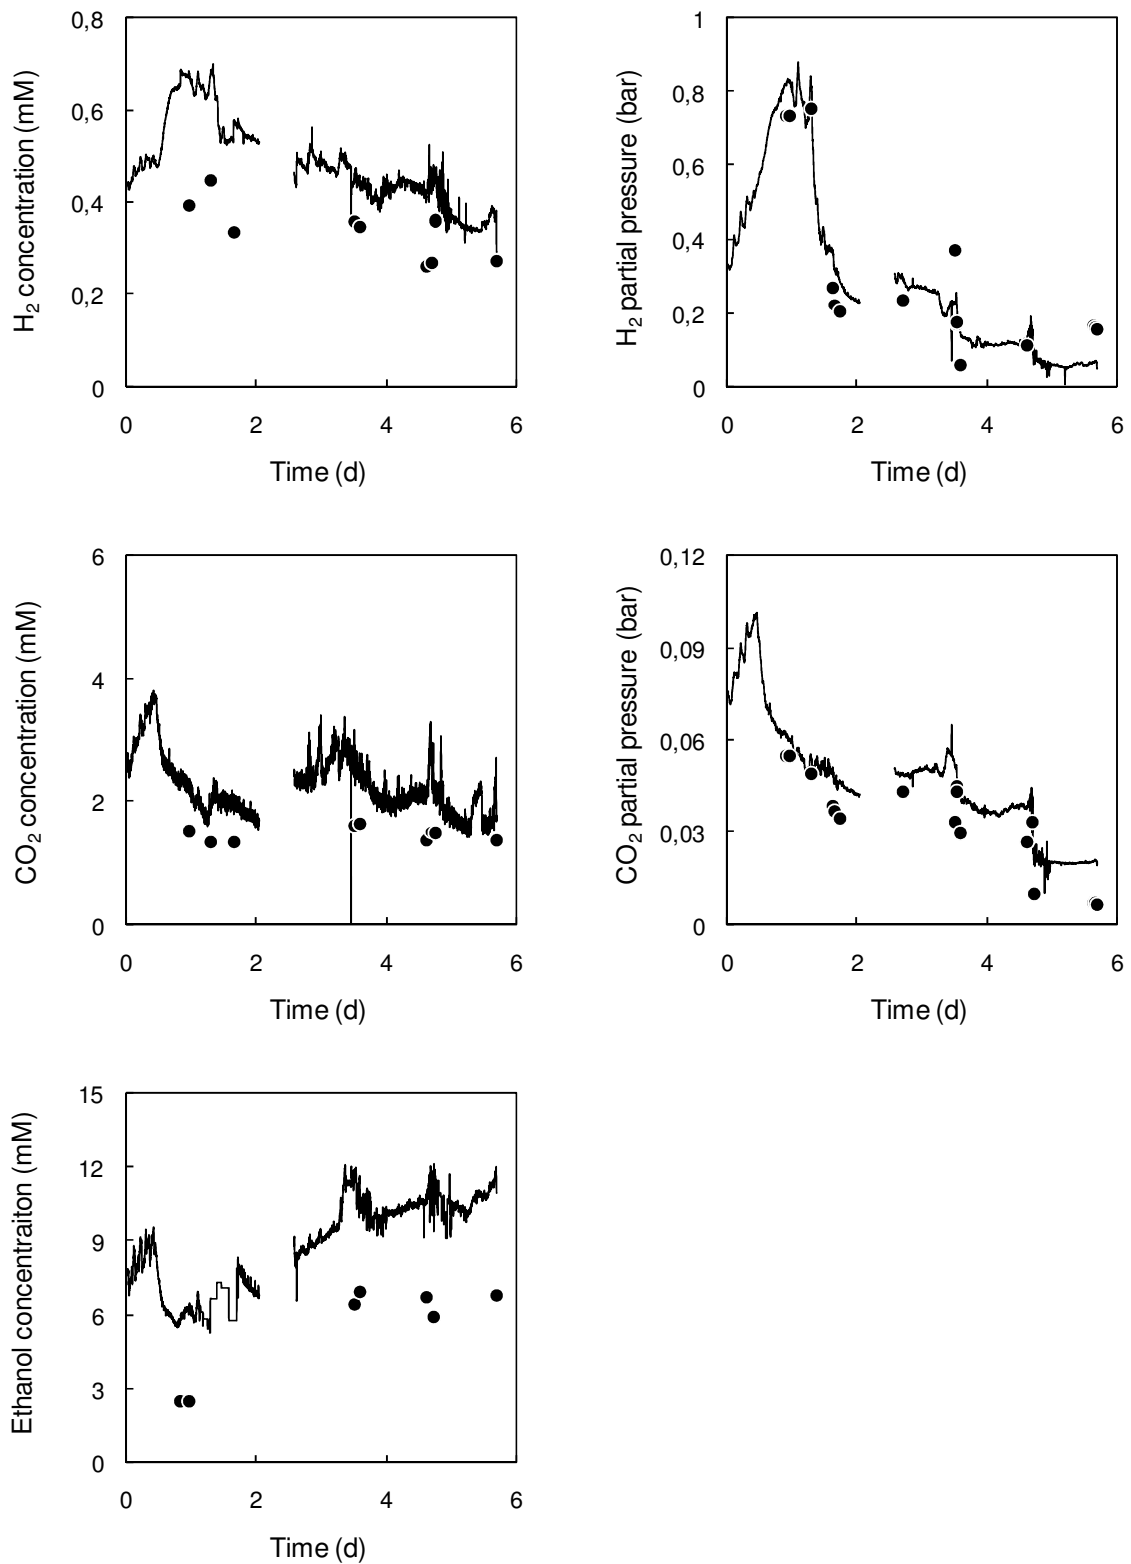 H2 concentration (mM)
0,8
0,6
0,4
0,2
0
0 2 4 6
Time (d)
H2 partial pressure (bar)
1
0,8
0,6
0,4
0,2
0
0 2 4 6
Time (d)
CO2 concentration (mM)
6
4
2
0
0 2 4 6
Time (d)
CO2 partial pressure (bar)
0,12
0,09
0,06
0,03
0
0 2 4 6
Time (d)
Ethanol concentraiton (mM)
15
12
9
6
3
0
0 2 4 6
Time (d)